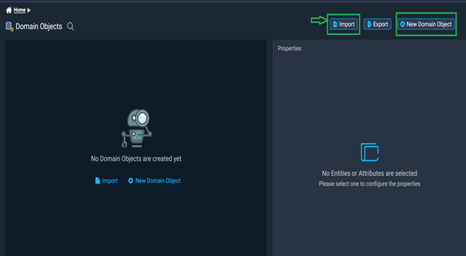 Home
Domain Objects
Import
Export
New Domain Object
Properties
No Domain Objects are created yet
Import
New Domain Object
No Entities or Attributes are selected
Please select one to configure the properties